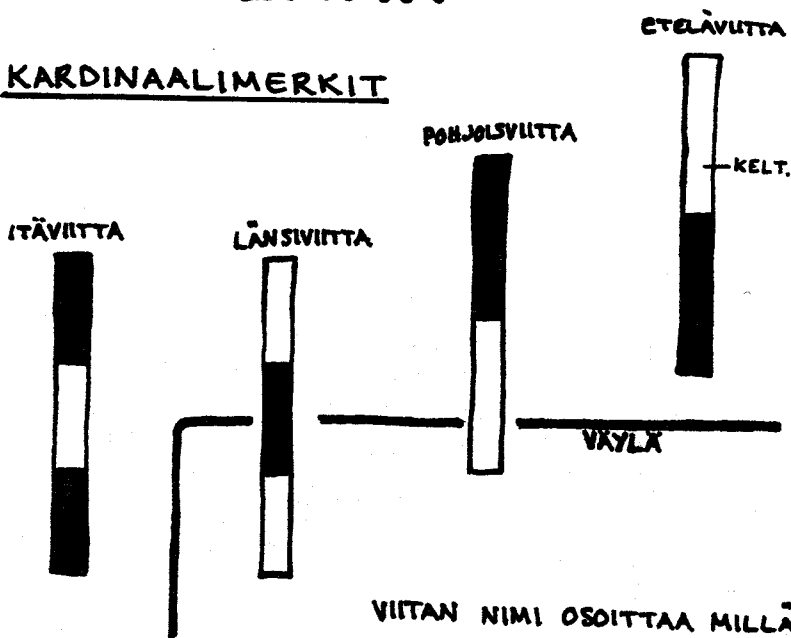 ETELÄVIITTA
KARDINAALIMERKIT
POHJOISVIITTA
KELT.
ITÄVIITTA
LÄNSIVIITTA
VÄYLÄ
VIITAN NIMI OSOITTAA MILLÄ